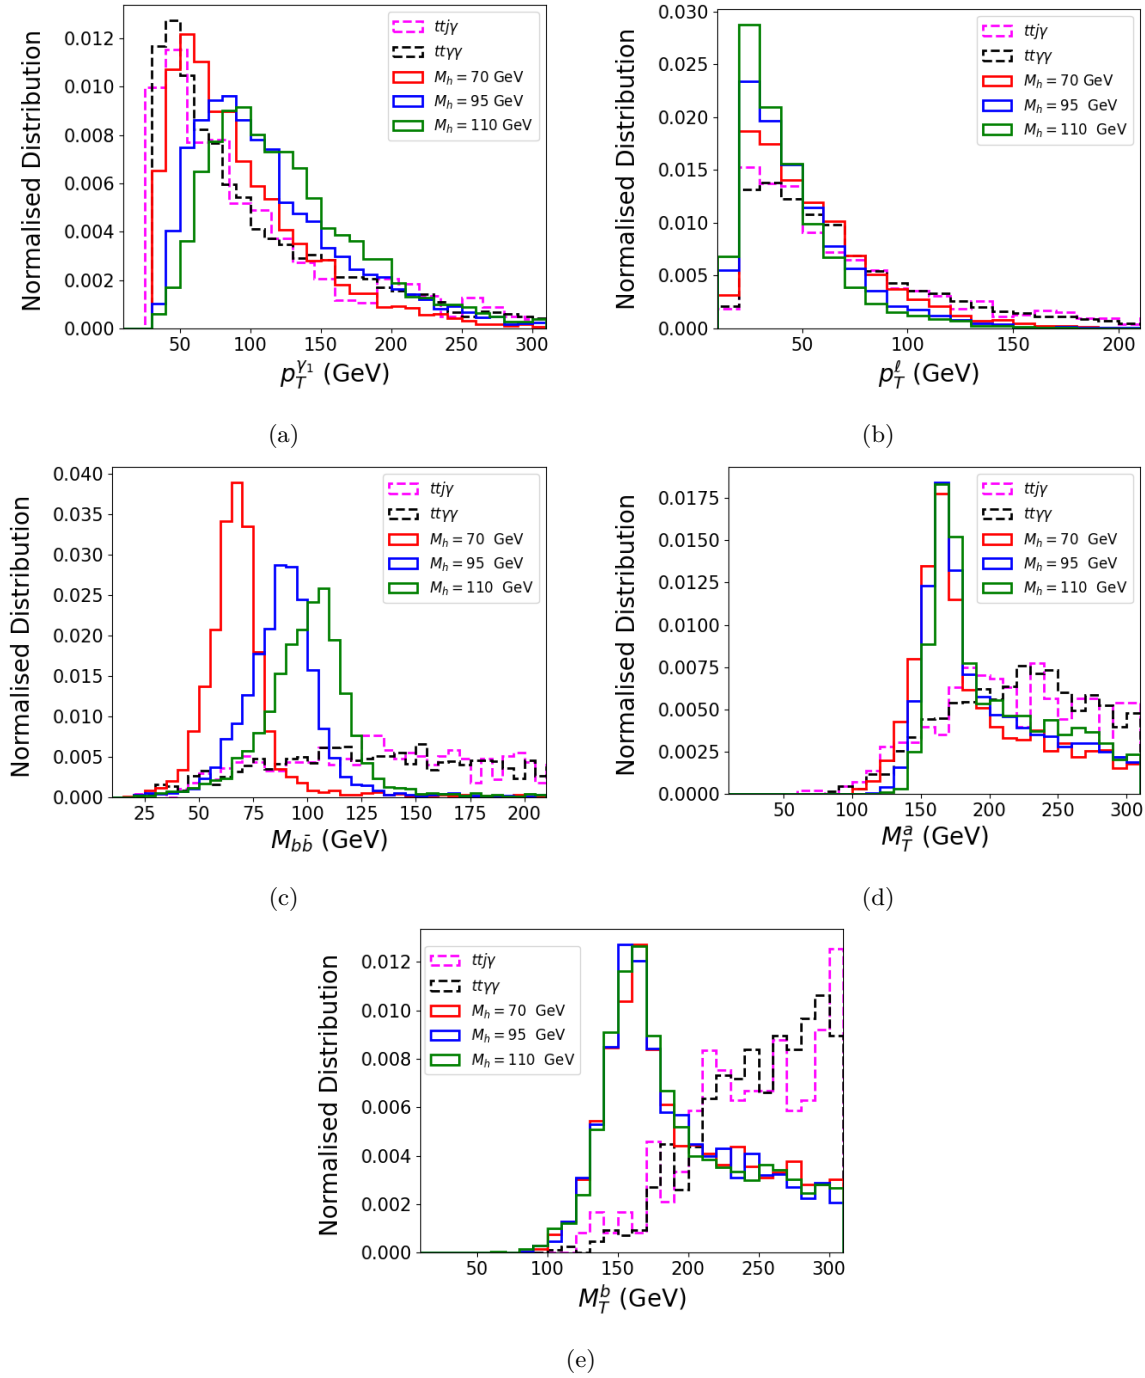 Normalised Distribution
0.012
0.010
0.008
0.006
0.004
0.002
0.000
ttjγ
ttγγ
M_h = 70 GeV
M_h = 95 GeV
M_h = 110 GeV
50
100
150
200
250
300
p_T^{γ_1} (GeV)
(a)
Normalised Distribution
0.030
0.025
0.020
0.015
0.010
0.005
0.000
ttjγ
ttγγ
M_h = 70 GeV
M_h = 95 GeV
M_h = 110 GeV
50
100
150
200
p_T^ℓ (GeV)
(b)
Normalised Distribution
0.040
0.035
0.030
0.025
0.020
0.015
0.010
0.005
0.000
ttjγ
ttγγ
M_h = 70 GeV
M_h = 95 GeV
M_h = 110 GeV
25
50
75
100
125
150
175
200
M_{b\bar{b}} (GeV)
(c)
Normalised Distribution
0.0175
0.0150
0.0125
0.0100
0.0075
0.0050
0.0025
0.0000
ttjγ
ttγγ
M_h = 70 GeV
M_h = 95 GeV
M_h = 110 GeV
50
100
150
200
250
300
M_T^a (GeV)
(d)
Normalised Distribution
0.012
0.010
0.008
0.006
0.004
0.002
0.000
ttjγ
ttγγ
M_h = 70 GeV
M_h = 95 GeV
M_h = 110 GeV
50
100
150
200
250
300
M_T^b (GeV)
(e)